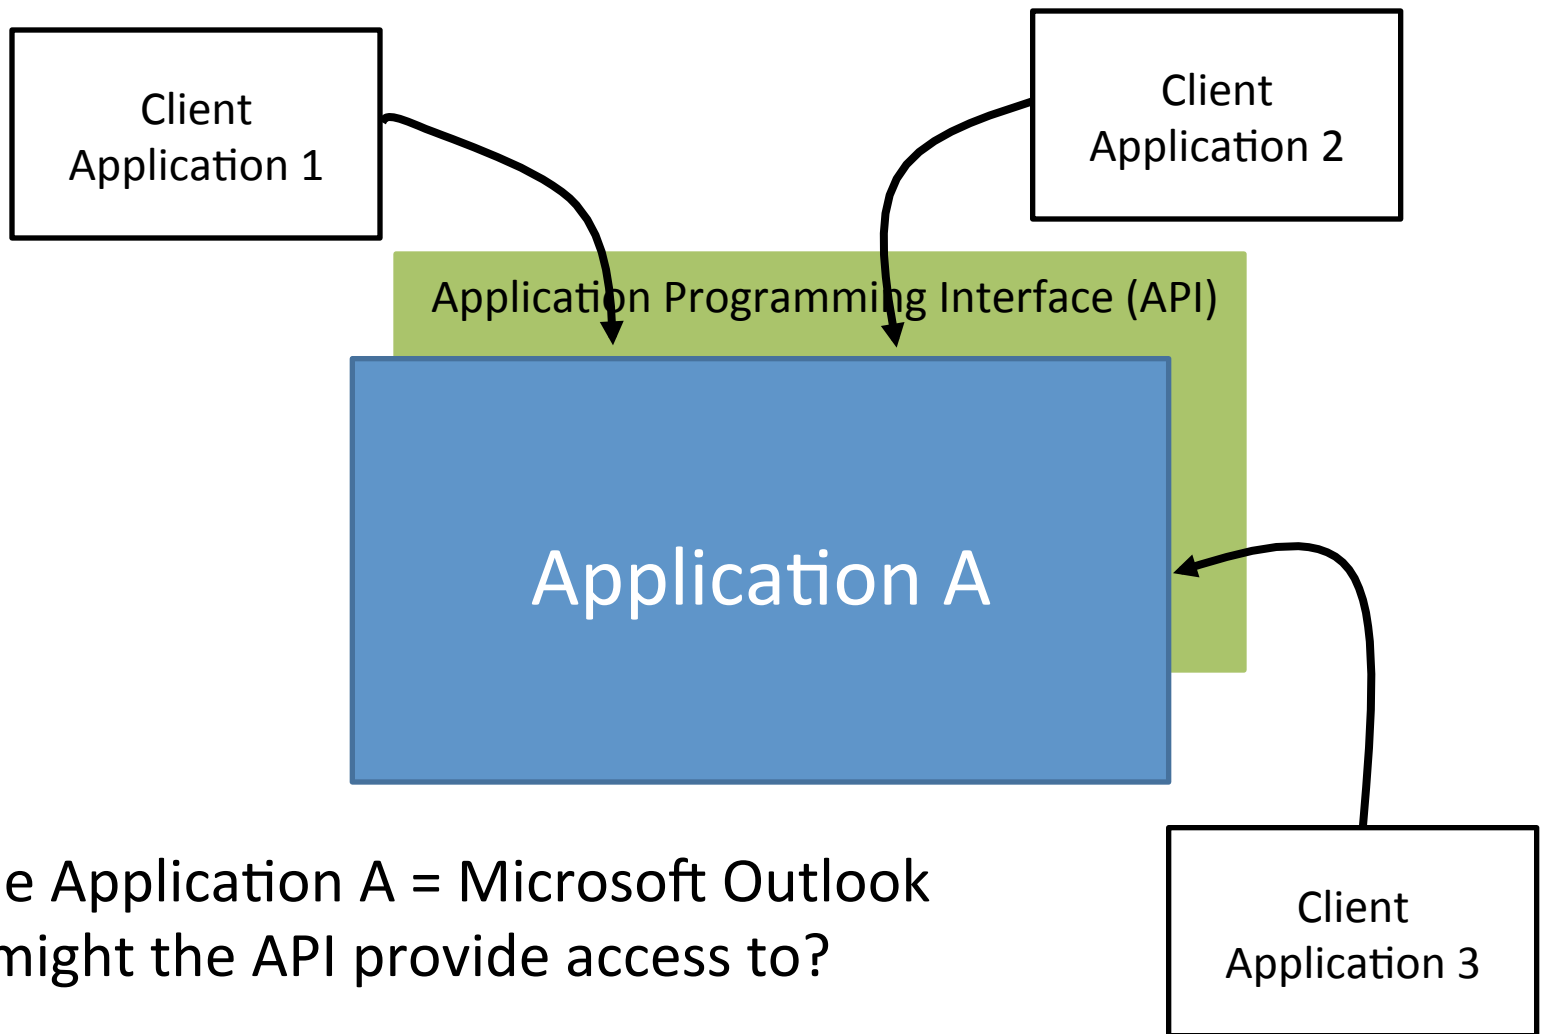 Client
Application 1
Client
Application 2
Application Programming Interface (API)
Application A
e Application A = Microsoft Outlook
might the API provide access to?
Client
Application 3